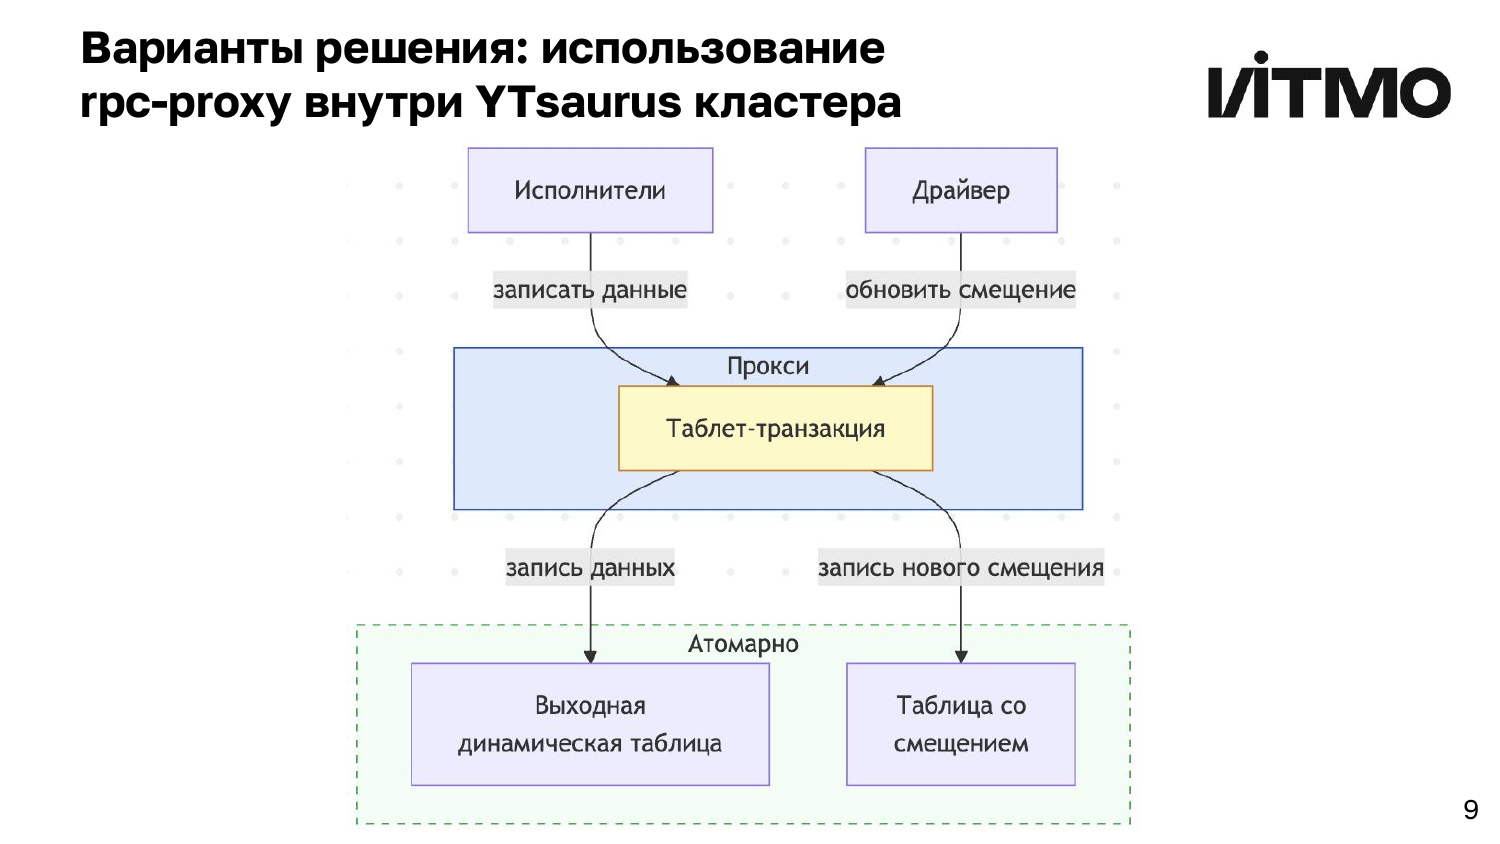 Варианты решения: использование
rpc-proxy внутри YTsaurus кластера
ИТМО
Исполнители
Драйвер
записать данные
обновить смещение
Прокси
Таблет-транзакция
запись данных
запись нового смещения
Атомарно
Выходная
динамическая таблица
Таблица со
смещением
9